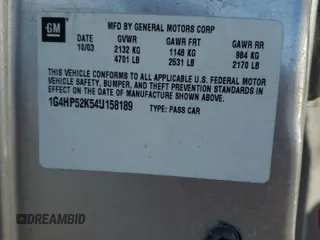 GM
MFD BY GENERAL MOTORS CORP
DATE GVWR GAWR FRT GAWR RR
10/03 2132 KG 1148 KG 984 KG
4701 LB 2531 LB 2170 LB
THIS VEHICLE CONFORMS TO ALL APPLICABLE U.S. FEDERAL MOTOR
VEHICLE SAFETY, BUMPER, AND THEFT PREVENTION STANDARDS IN
EFFECT ON THE DATE OF MANUFACTURE SHOWN ABOVE.
1G4HP52K54U158189 TYPE: PASS CAR
DREAMBID